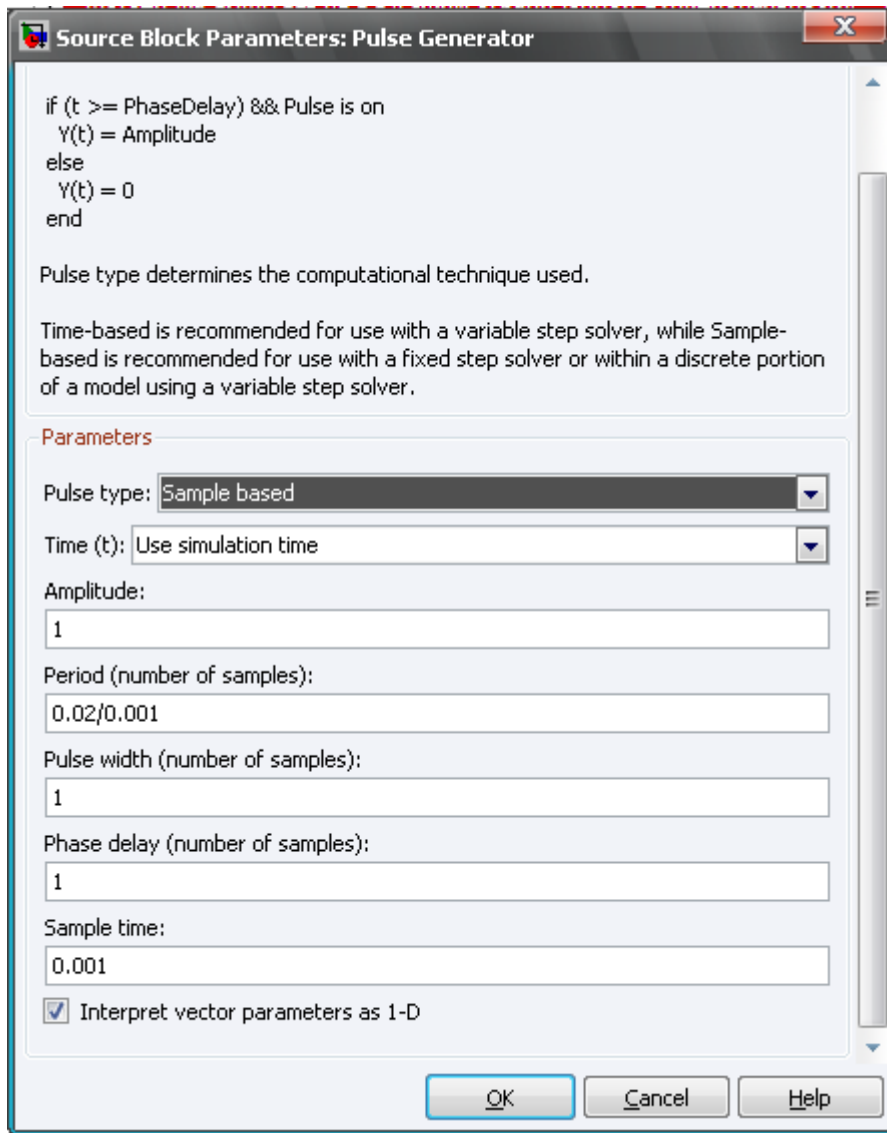 Source Block Parameters: Pulse Generator
if (t >= PhaseDelay) && Pulse is on
Y(t) = Amplitude
else
Y(t) = 0
end
Pulse type determines the computational technique used.
Time-based is recommended for use with a variable step solver, while Sample-
based is recommended for use with a fixed step solver or within a discrete portion
of a model using a variable step solver.
Parameters
Pulse type: Sample based
Time (t): Use simulation time
Amplitude:
1
Period (number of samples):
0.02/0.001
Pulse width (number of samples):
1
Phase delay (number of samples):
1
Sample time:
0.001
Interpret vector parameters as 1-D
OK Cancel Help